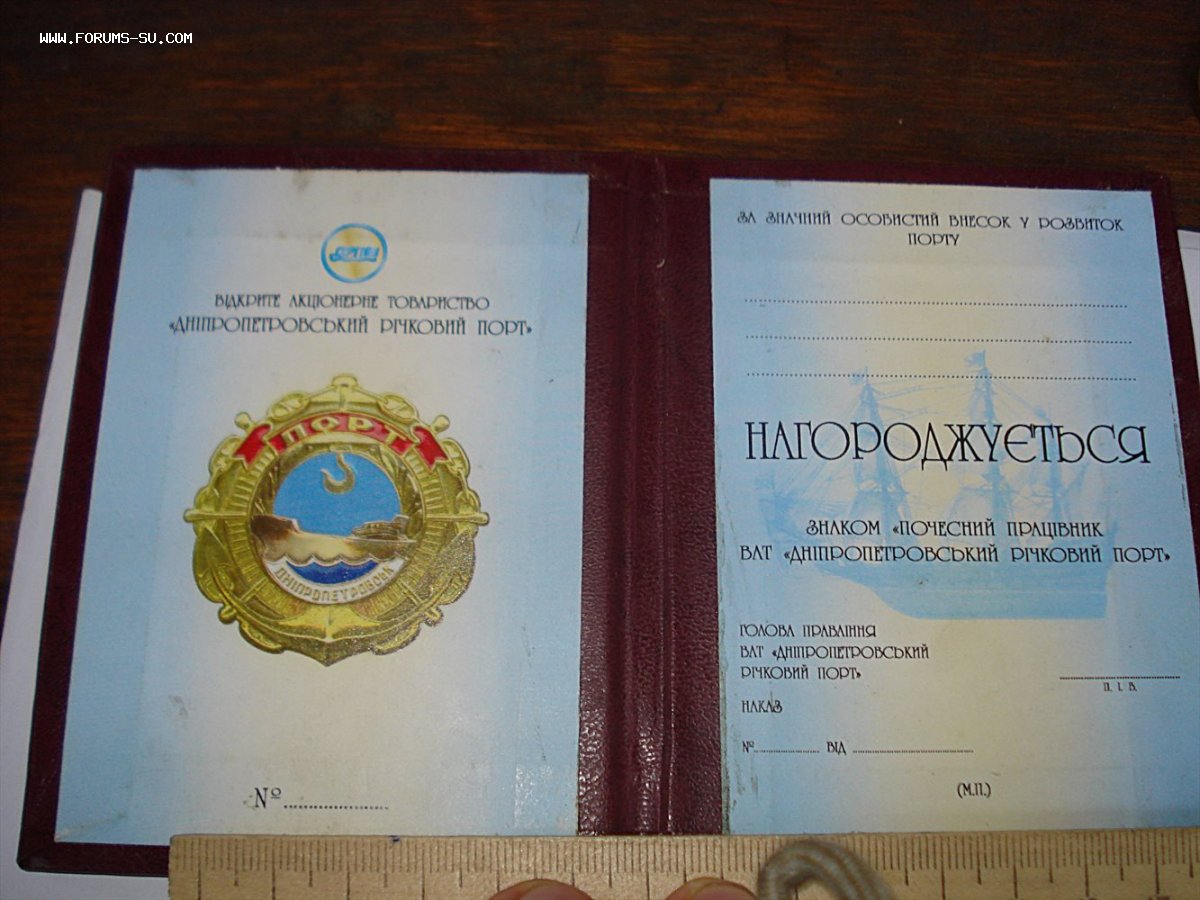 WWW.FORUMS-SU.COM
ВІДКРИТЕ АКЦІОНЕРНЕ ТОВАРИСТВО
«ДНІПРОПЕТРОВСЬКИЙ РІЧКОВИЙ ПОРТ»
ПОРТ
ДНІПРОПЕТРОВСЬК
№
ЗА ЗНАЧНИЙ ОСОБИСТИЙ ВНЕСОК У РОЗВИТОК
ПОРТУ
НАГОРОДЖУЄТЬСЯ
ЗНАКОМ «ПОЧЕСНИЙ ПРАЦІВНИК
ВАТ «ДНІПРОПЕТРОВСЬКИЙ РІЧКОВИЙ ПОРТ»
ГОЛОВА ПРАВЛІННЯ
ВАТ «ДНІПРОПЕТРОВСЬКИЙ
РІЧКОВИЙ ПОРТ»
П. І. Б.
НАКАЗ
№ ВІД
(М.П.)